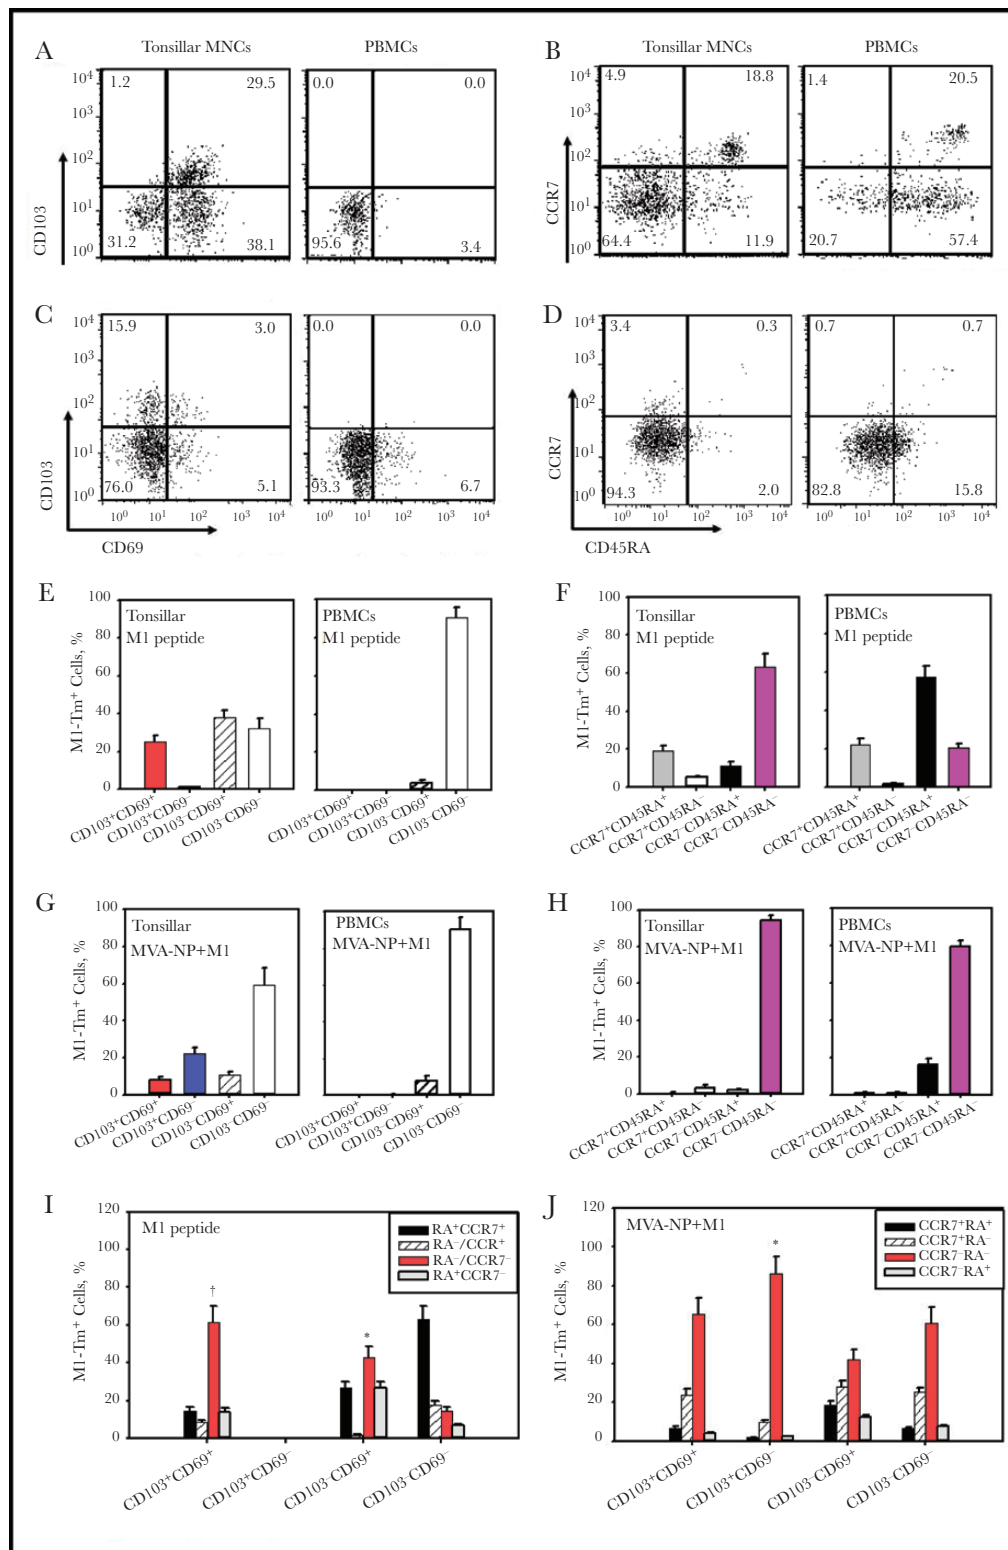 A
Tonsillar MNCs
PBMCs
10⁴
10³
10²
10¹
10⁰
1.2
29.5
31.2
38.1
0.0
0.0
95.6
3.4
CD103
B
Tonsillar MNCs
PBMCs
10⁴
10³
10²
10¹
10⁰
4.9
18.8
64.4
11.9
1.4
20.5
20.7
57.4
CCR7
C
10⁴
10³
10²
10¹
10⁰
15.9
3.0
76.0
5.1
0.0
0.0
93.3
6.7
10⁰ 10¹ 10² 10³ 10⁴
10⁰ 10¹ 10² 10³ 10⁴
CD103
CD69
D
10⁴
10³
10²
10¹
10⁰
3.4
0.3
94.3
2.0
0.7
0.7
82.8
15.8
10⁰ 10¹ 10² 10³ 10⁴
10⁰ 10¹ 10² 10³ 10⁴
CCR7
CD45RA
E
M1-Tm⁺ Cells, %
100
80
60
40
20
0
Tonsillar
M1 peptide
PBMCs
M1 peptide
CD103⁺CD69⁺
CD103⁺CD69⁻
CD103⁻CD69⁺
CD103⁻CD69⁻
CD103⁺CD69⁺
CD103⁺CD69⁻
CD103⁻CD69⁺
CD103⁻CD69⁻
F
M1-Tm⁺ Cells, %
100
80
60
40
20
0
Tonsillar
M1 peptide
PBMCs
M1 peptide
CCR7⁺CD45RA⁺
CCR7⁺CD45RA⁻
CCR7⁻CD45RA⁺
CCR7⁻CD45RA⁻
CCR7⁺CD45RA⁺
CCR7⁺CD45RA⁻
CCR7⁻CD45RA⁺
CCR7⁻CD45RA⁻
G
M1-Tm⁺ Cells, %
100
80
60
40
20
0
Tonsillar
MVA-NP+M1
PBMCs
MVA-NP+M1
CD103⁺CD69⁺
CD103⁺CD69⁻
CD103⁻CD69⁺
CD103⁻CD69⁻
CD103⁺CD69⁺
CD103⁺CD69⁻
CD103⁻CD69⁺
CD103⁻CD69⁻
H
M1-Tm⁺ Cells, %
100
80
60
40
20
0
Tonsillar
MVA-NP+M1
PBMCs
MVA-NP+M1
CCR7⁺CD45RA⁺
CCR7⁺CD45RA⁻
CCR7⁻CD45RA⁺
CCR7⁻CD45RA⁻
CCR7⁺CD45RA⁺
CCR7⁺CD45RA⁻
CCR7⁻CD45RA⁺
CCR7⁻CD45RA⁻
I
M1-Tm⁺ Cells, %
120
100
80
60
40
20
0
M1 peptide
RA⁺CCR7⁺
RA⁻/CCR⁺
RA⁻/CCR7⁻
RA⁺CCR7⁻
†
*
CD103⁺CD69⁺
CD103⁺CD69⁻
CD103⁻CD69⁺
CD103⁻CD69⁻
J
M1-Tm⁺ Cells, %
120
100
80
60
40
20
0
MVA-NP+M1
CCR7⁺RA⁺
CCR7⁺RA⁻
CCR7⁻RA⁻
CCR7⁻RA⁺
*
CD103⁺CD69⁺
CD103⁺CD69⁻
CD103⁻CD69⁺
CD103⁻CD69⁻